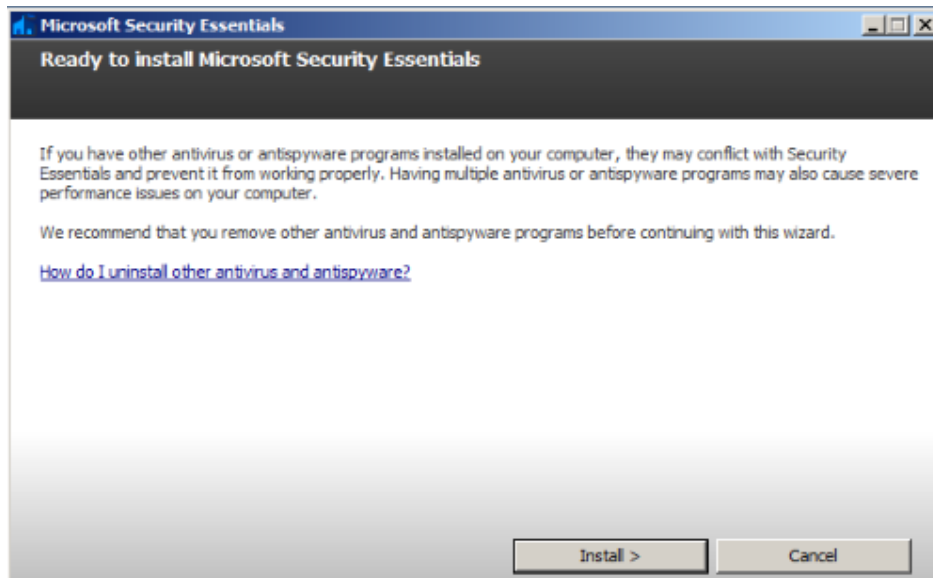 Microsoft Security Essentials
Ready to install Microsoft Security Essentials
If you have other antivirus or antispyware programs installed on your computer, they may conflict with Security
Essentials and prevent it from working properly. Having multiple antivirus or antispyware programs may also cause severe
performance issues on your computer.
We recommend that you remove other antivirus and antispyware programs before continuing with this wizard.
How do I uninstall other antivirus and antispyware?
Install >
Cancel